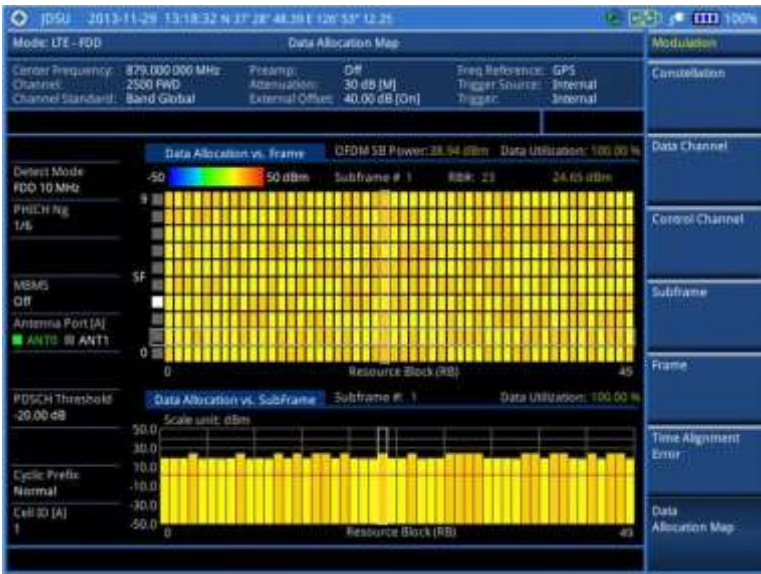 JDSU 2013-11-29 13:18:32 N 37° 28' 48.39 E 126° 53' 12.25 100%
Mode: LTE - FDD Data Allocation Map Modulation
Center Frequency: 879.000 000 MHz Preamp: Off Freq Reference: GPS
Channel: 2500 FWD Attenuation: 30 dB [M] Trigger Source: Internal
Channel Standard: Band Global External Offset: 40.00 dB [On] Trigger: Internal
Constellation
Data Allocation vs. Frame OFDM SB Power: 38.94 dBm Data Utilization: 100.00 %
Data Channel
Detect Mode
FDD 10 MHz
-50 50 dBm Subframe # 1 RB#: 23 24.65 dBm
PHICH Ng
1/6
9
Control Channel
SF
MBMS
Off
Subframe
Antenna Port [A]
ANT0 ANT1
0
0 Resource Block (RB) 49
Frame
PDSCH Threshold
-20.00 dB
Data Allocation vs. SubFrame Subframe #: 1 Data Utilization: 100.00 %
Scale unit: dBm
50.0
30.0
10.0
-10.0
-30.0
-50.0
0 Resource Block (RB) 49
Time Alignment
Error
Cyclic Prefix
Normal
Cell ID [A]
1
Data
Allocation Map